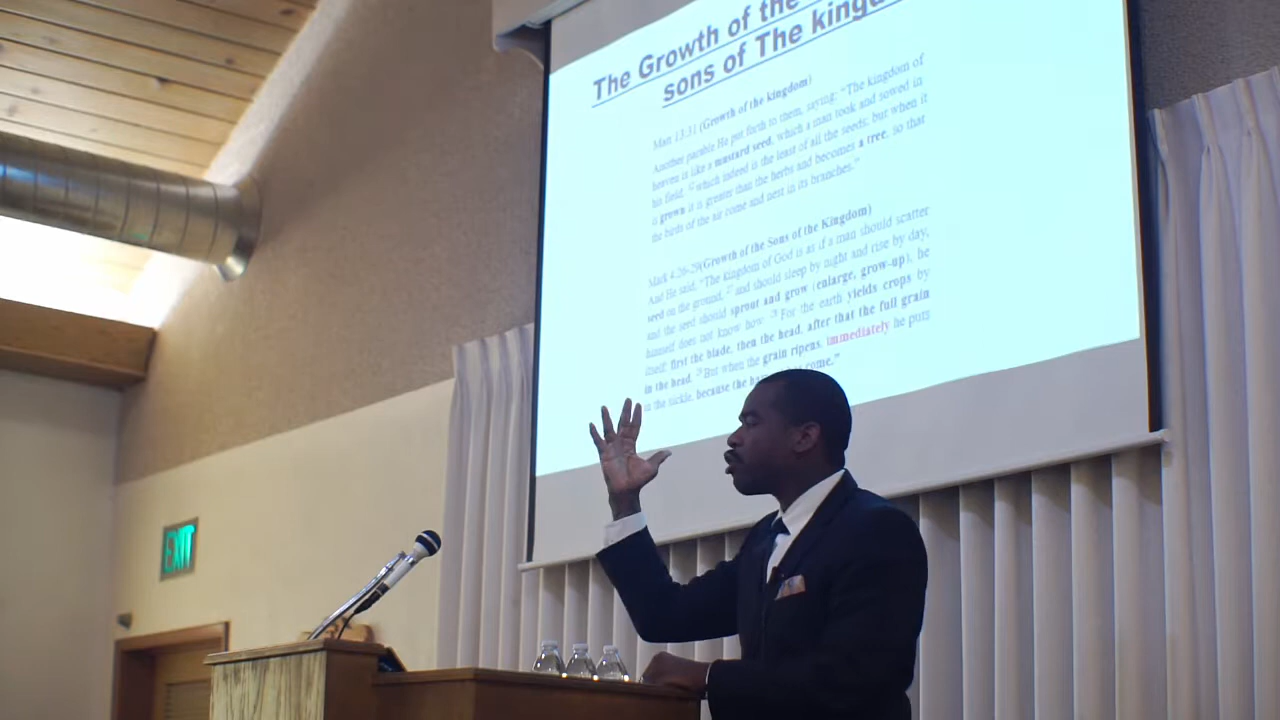 The Growth of the
sons of The kingd
Matt 13:31 (Growth of the kingdom)
Another parable He put forth to them, saying: "The kingdom of
heaven is like a mustard seed, which a man took and sowed in
his field, 32 which indeed is the least of all the seeds; but when it
is grown it is greater than the herbs and becomes a tree, so that
the birds of the air come and nest in its branches."
Mark 4:26-29(Growth of the Sons of the Kingdom)
And He said, "The kingdom of God is as if a man should scatter
seed on the ground, 27 and should sleep by night and rise by day,
and the seed should sprout and grow (enlarge, grow-up), he
himself does not know how. 28 For the earth yields crops by
itself: first the blade, then the head, after that the full grain
in the head. 29 But when the grain ripens, immediately he puts
in the sickle, because the come."
EXIT